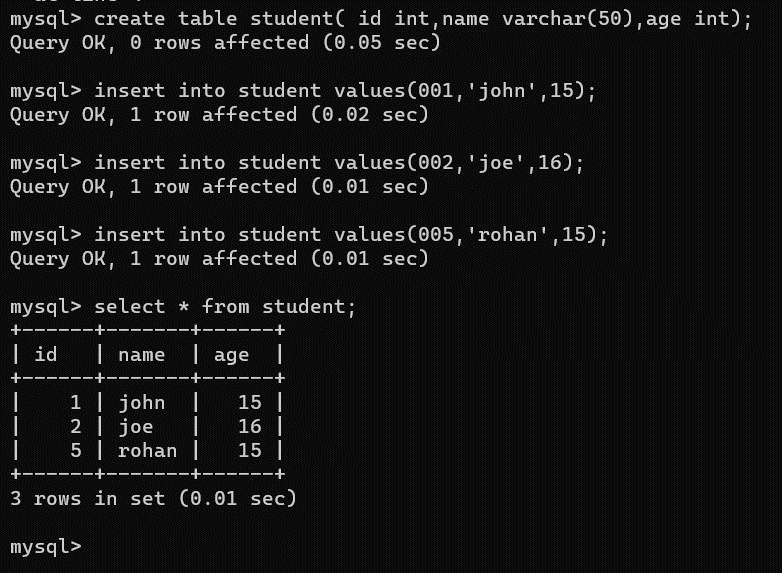 mysql> create table student( id int,name varchar(50),age int);
Query OK, 0 rows affected (0.05 sec)

mysql> insert into student values(001,'john',15);
Query OK, 1 row affected (0.02 sec)

mysql> insert into student values(002,'joe',16);
Query OK, 1 row affected (0.01 sec)

mysql> insert into student values(005,'rohan',15);
Query OK, 1 row affected (0.01 sec)

mysql> select * from student;
+------+-------+------+
| id   | name  | age  |
+------+-------+------+
|    1 | john  |   15 |
|    2 | joe   |   16 |
|    5 | rohan |   15 |
+------+-------+------+
3 rows in set (0.01 sec)

mysql>